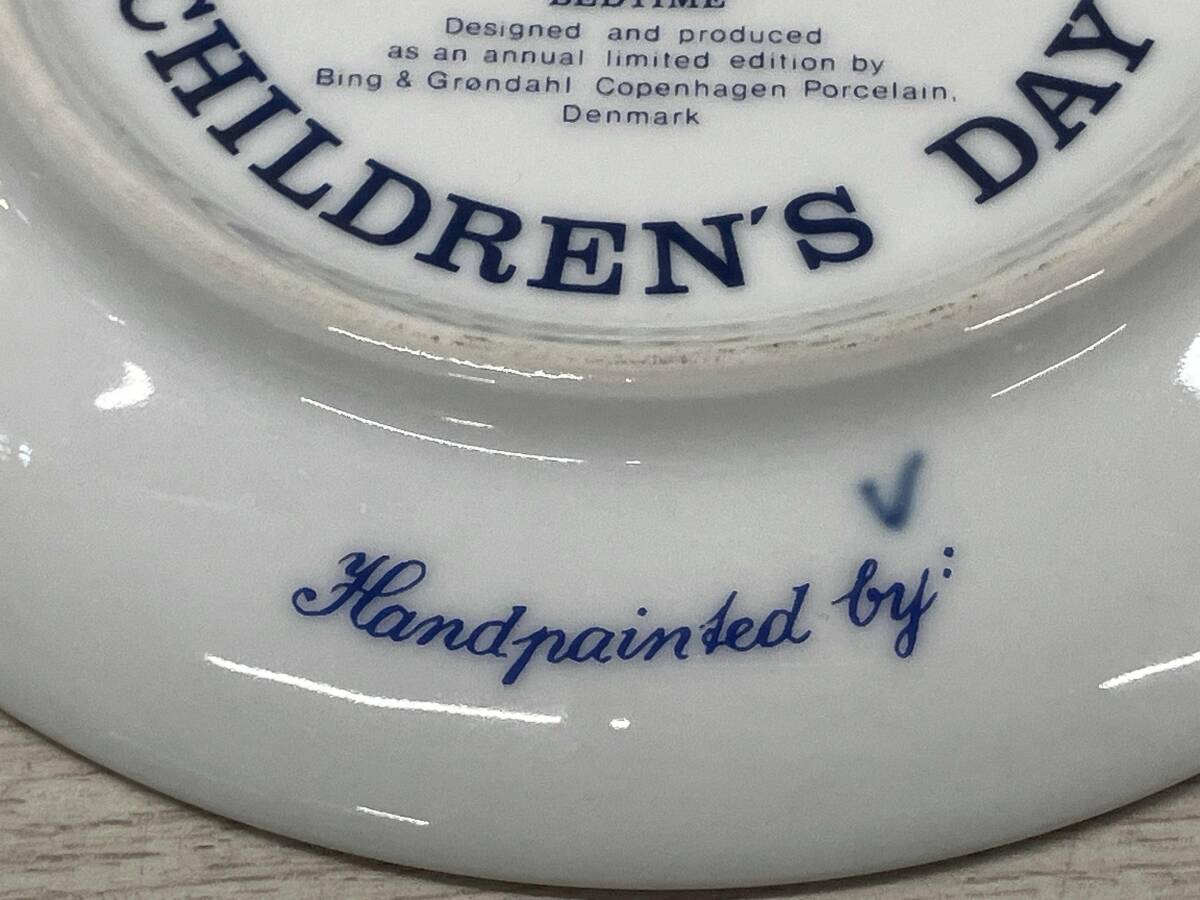 BEDTIME
Designed and produced
as an annual limited edition by
Bing & Grøndahl Copenhagen Porcelain.
Denmark
CHILDREN'S DAY
Handpainted by: